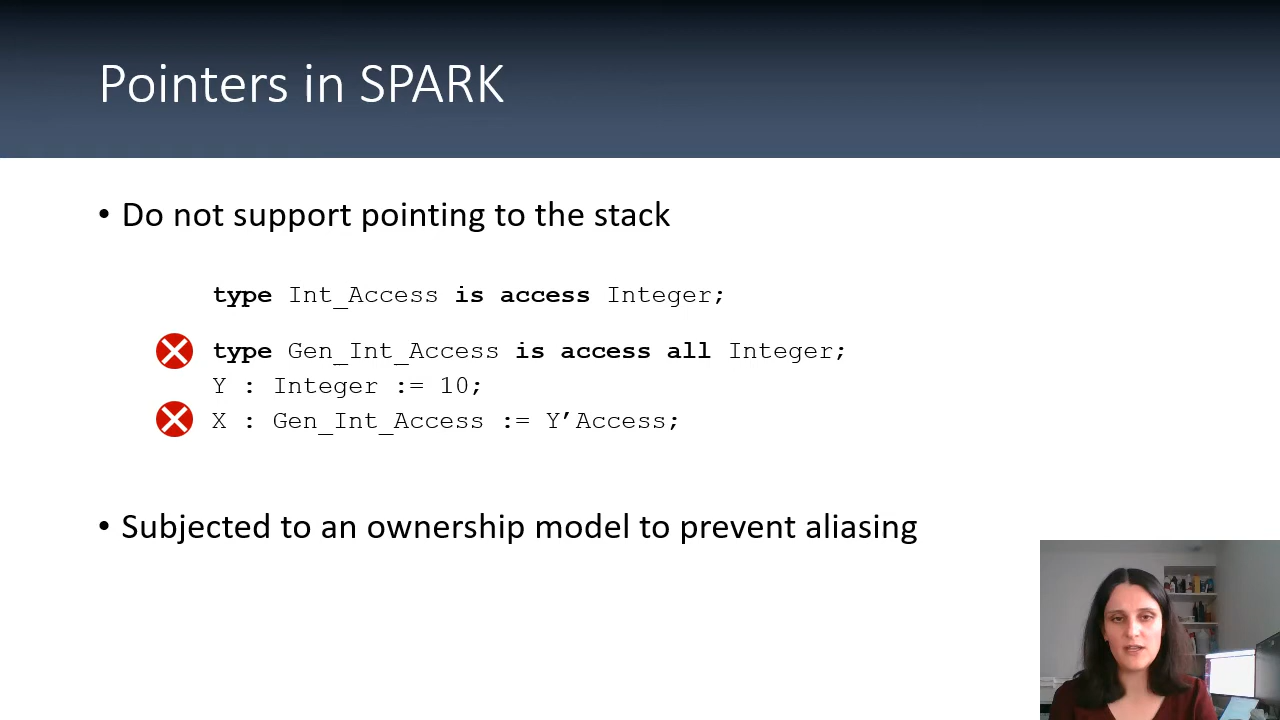 Pointers in SPARK
• Do not support pointing to the stack
type Int_Access is access Integer;
type Gen_Int_Access is access all Integer;
Y : Integer := 10;
X : Gen_Int_Access := Y’Access;
• Subjected to an ownership model to prevent aliasing